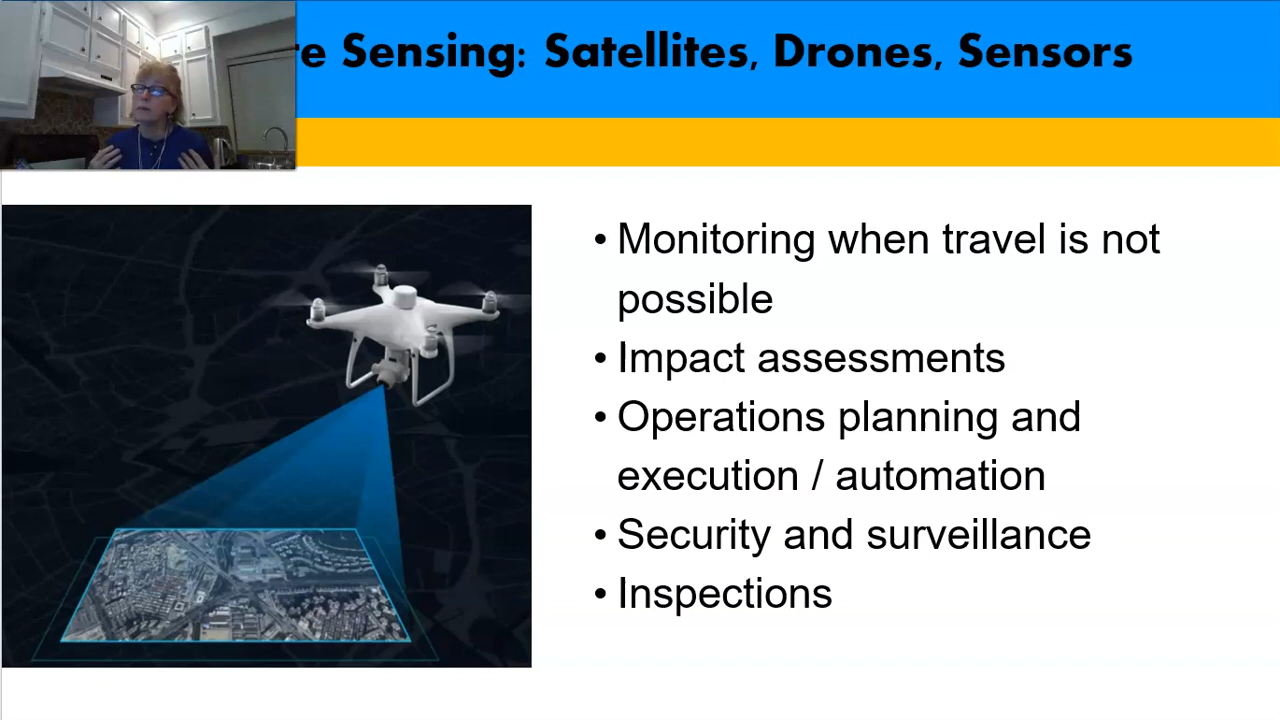 e Sensing: Satellites, Drones, Sensors
• Monitoring when travel is not
possible
• Impact assessments
• Operations planning and
execution / automation
• Security and surveillance
• Inspections